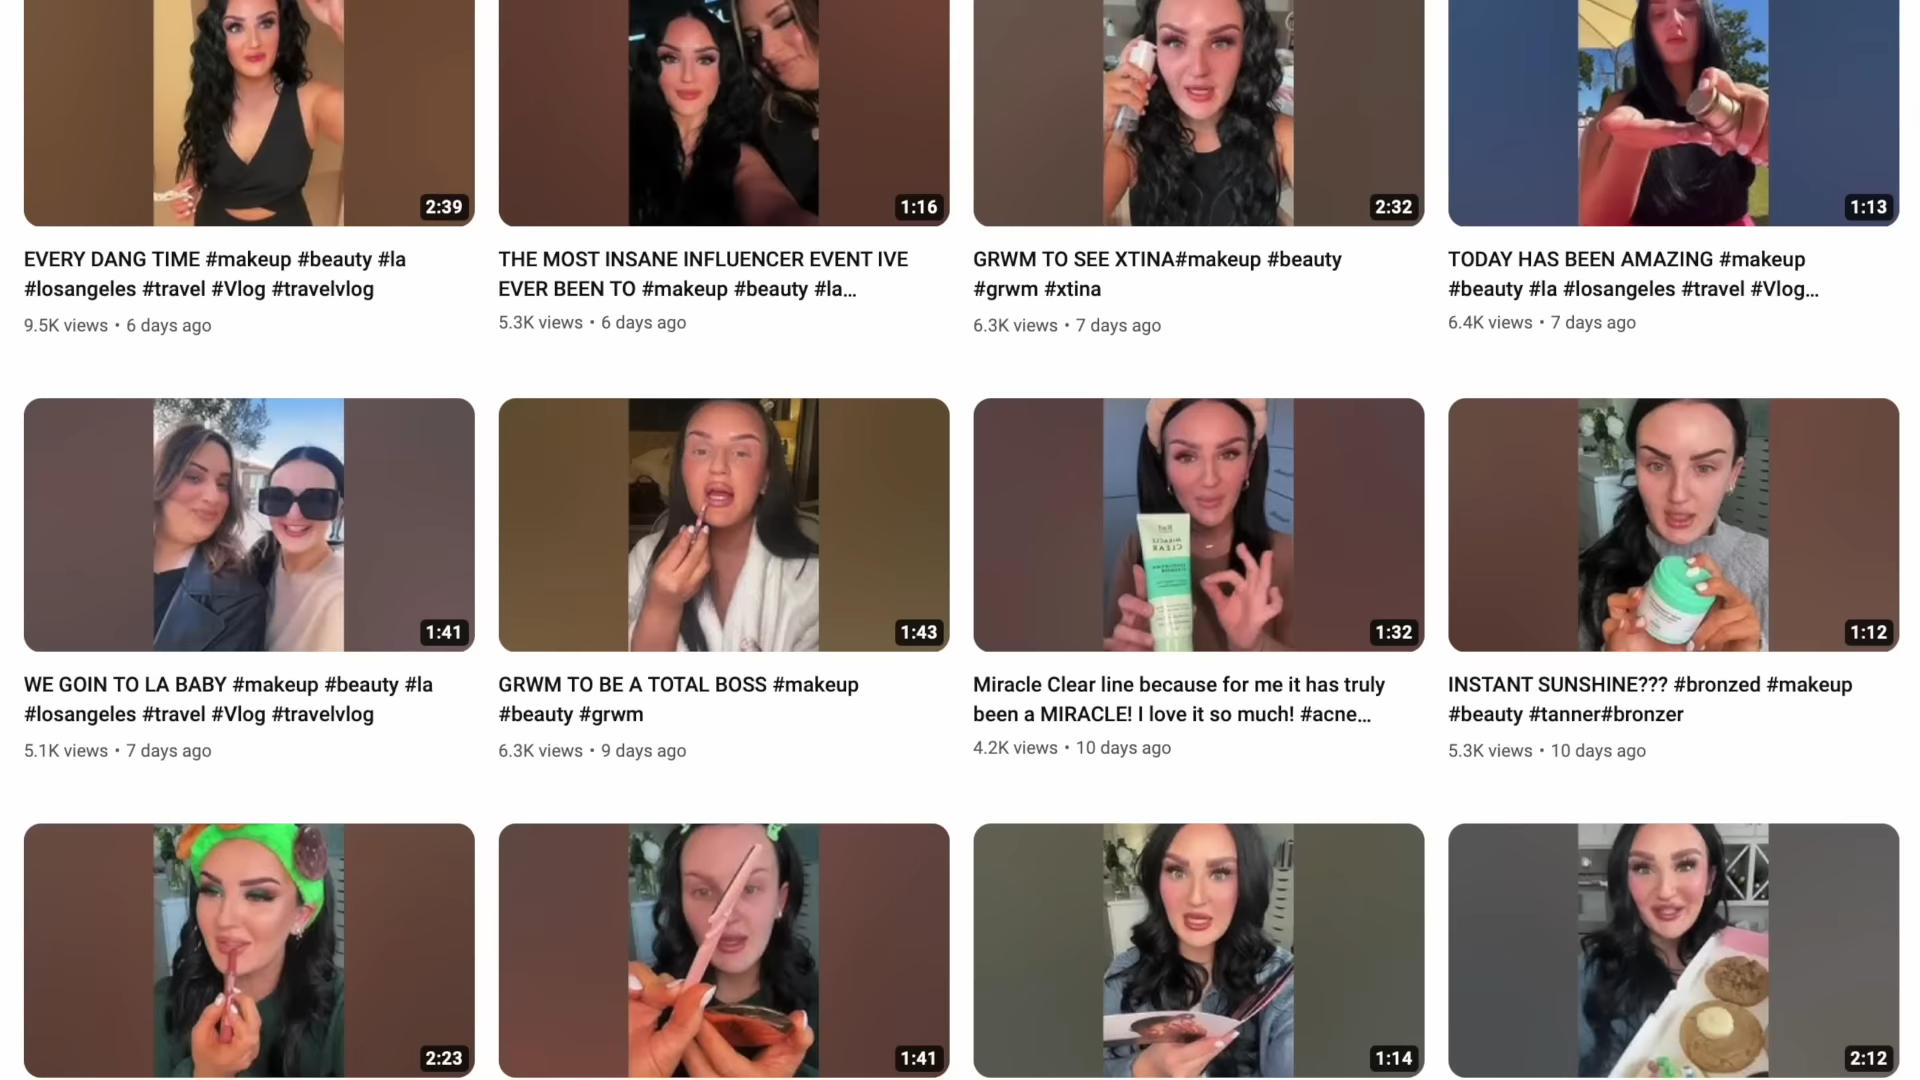 2:39
1:16
2:32
1:13
EVERY DANG TIME #makeup #beauty #la
#losangeles #travel #Vlog #travelvlog
9.5K views • 6 days ago
THE MOST INSANE INFLUENCER EVENT IVE
EVER BEEN TO #makeup #beauty #la...
5.3K views • 6 days ago
GRWM TO SEE XTINA#makeup #beauty
#grwm #xtina
6.3K views • 7 days ago
TODAY HAS BEEN AMAZING #makeup
#beauty #la #losangeles #travel #Vlog...
6.4K views • 7 days ago
1:41
1:43
MIRACLE
CLEAR
1:32
1:12
WE GOIN TO LA BABY #makeup #beauty #la
#losangeles #travel #Vlog #travelvlog
5.1K views • 7 days ago
GRWM TO BE A TOTAL BOSS #makeup
#beauty #grwm
6.3K views • 9 days ago
Miracle Clear line because for me it has truly
been a MIRACLE! I love it so much! #acne...
4.2K views • 10 days ago
INSTANT SUNSHINE??? #bronzed #makeup
#beauty #tanner#bronzer
5.3K views • 10 days ago
2:23
1:41
1:14
2:12